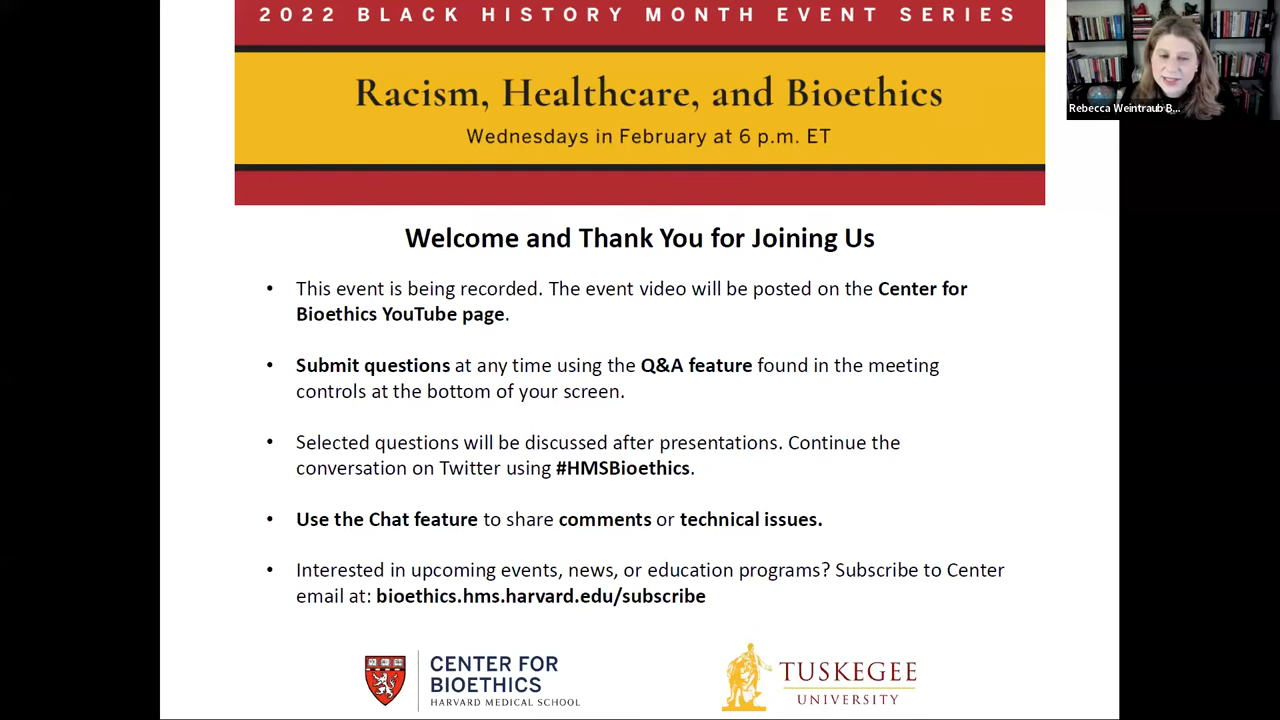 2022 BLACK HISTORY MONTH EVENT SERIES
Racism, Healthcare, and Bioethics
Wednesdays in February at 6 p.m. ET
Rebecca Weintraub B...
Welcome and Thank You for Joining Us
• This event is being recorded. The event video will be posted on the Center for
Bioethics YouTube page.
• Submit questions at any time using the Q&A feature found in the meeting
controls at the bottom of your screen.
• Selected questions will be discussed after presentations. Continue the
conversation on Twitter using #HMSBioethics.
• Use the Chat feature to share comments or technical issues.
• Interested in upcoming events, news, or education programs? Subscribe to Center
email at: bioethics.hms.harvard.edu/subscribe
CENTER FOR
BIOETHICS
HARVARD MEDICAL SCHOOL
TUSKEGEE
UNIVERSITY